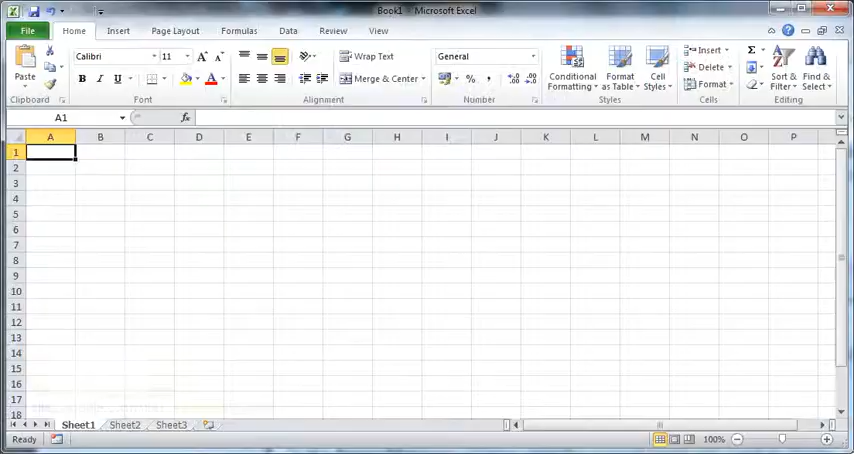 Book1 - Microsoft Excel
File Home Insert Page Layout Formulas Data Review View
Calibri 11 Wrap Text General Insert Σ
Paste B I U A Merge & Center % , Conditional Formatting Format as Table Cell Styles Delete Format Sort & Filter Find & Select
Clipboard Font Alignment Number Styles Cells Editing
A1 fx
A B C D E F G H I J K L M N O P
1
2
3
4
5
6
7
8
9
10
11
12
13
14
15
16
17
18
Sheet1 Sheet2 Sheet3
Ready 100%